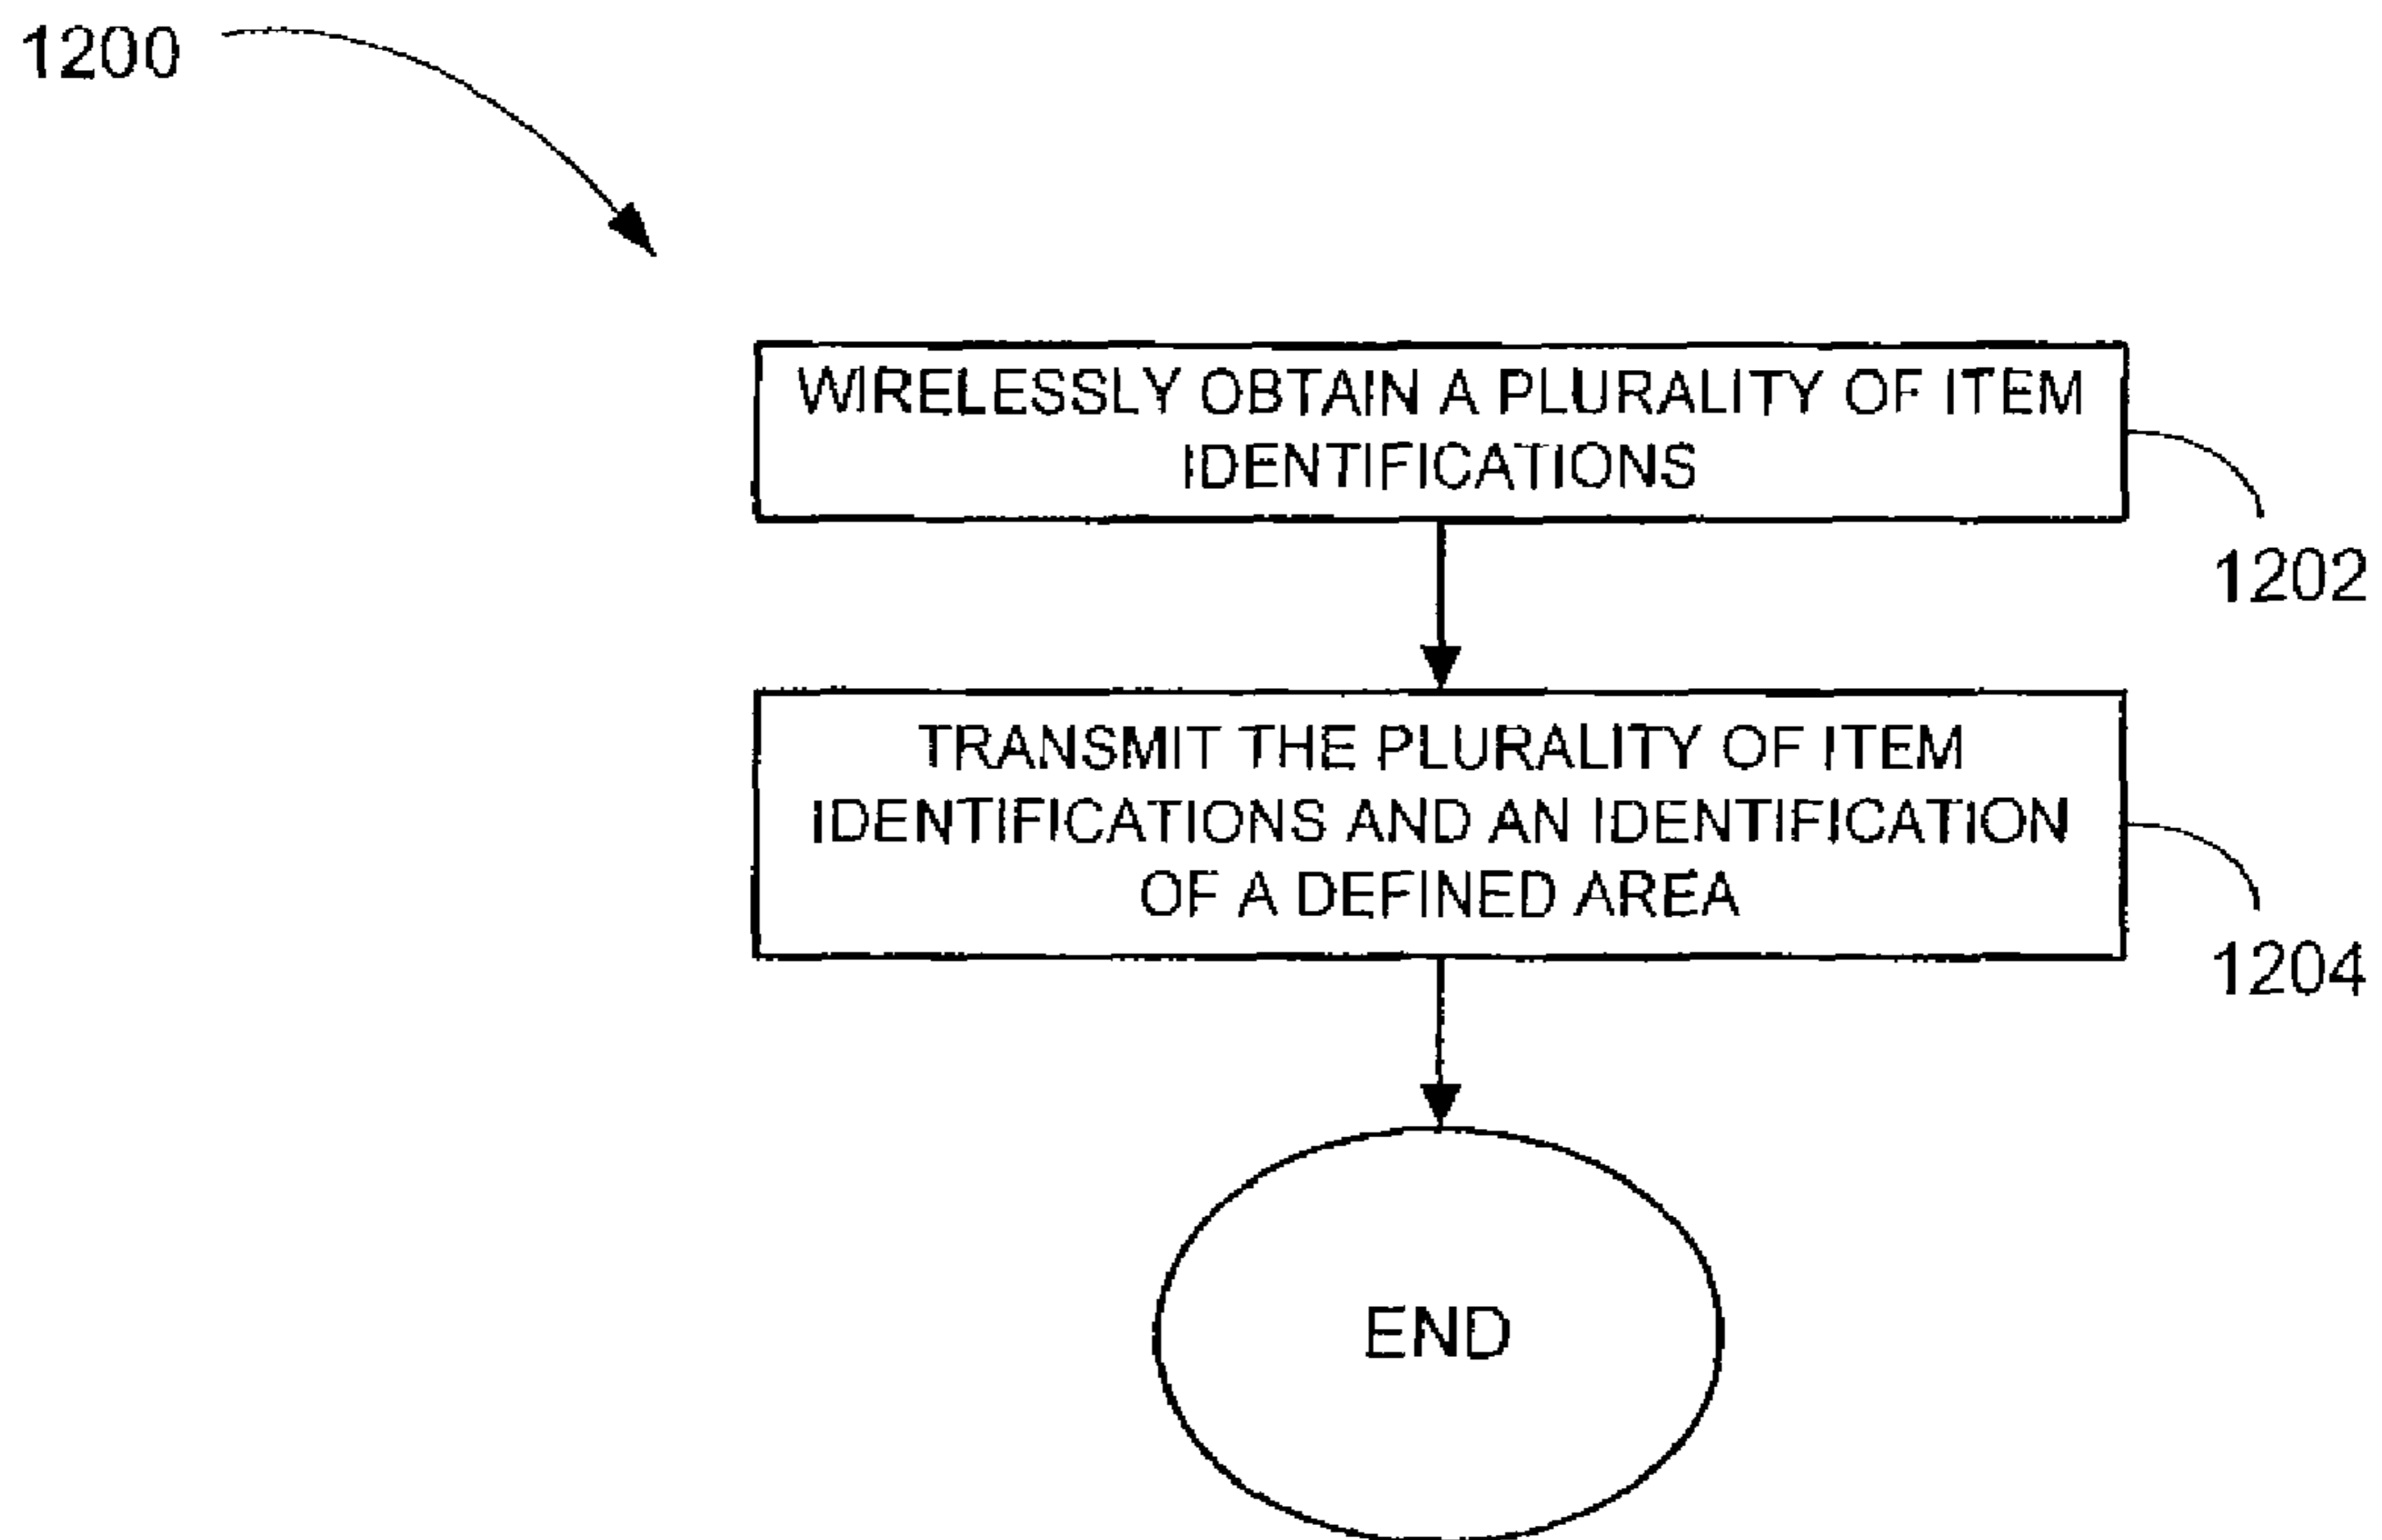 1200
WIRELESSLY OBTAIN A PLURALITY OF ITEM
IDENTIFICATIONS
1202
TRANSMIT THE PLURALITY OF ITEM
IDENTIFICATIONS AND AN IDENTIFICATION
OF A DEFINED AREA
1204
END